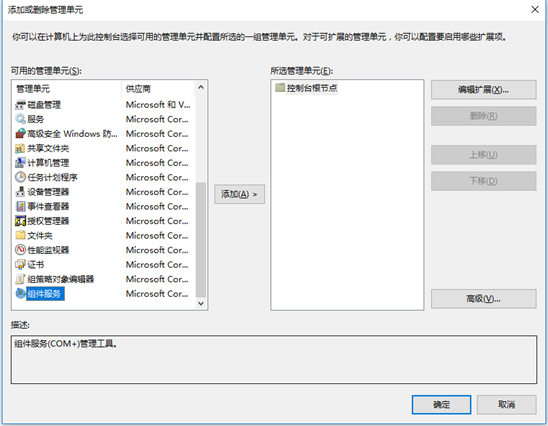 添加或删除管理单元
你可以在计算机上为此控制台选择可用的管理单元并配置所选的一组管理单元。对于可扩展的管理单元，你可以配置要启用哪些扩展项。
可用的管理单元(S):
管理单元 供应商
磁盘管理 Microsoft 和 V...
服务 Microsoft Cor...
高级安全 Windows 防... Microsoft Cor...
共享文件夹 Microsoft Cor...
计算机管理 Microsoft Cor...
任务计划程序 Microsoft Cor...
设备管理器 Microsoft Cor...
事件查看器 Microsoft Cor...
授权管理器 Microsoft Cor...
文件夹 Microsoft Cor...
性能监视器 Microsoft Cor...
证书 Microsoft Cor...
组策略对象编辑器 Microsoft Cor...
组件服务 Microsoft Cor...
添加(A) >
所选管理单元(E):
控制台根节点
编辑扩展(X)...
删除(R)
上移(U)
下移(D)
高级(V)...
描述:
组件服务(COM+)管理工具。
确定
取消